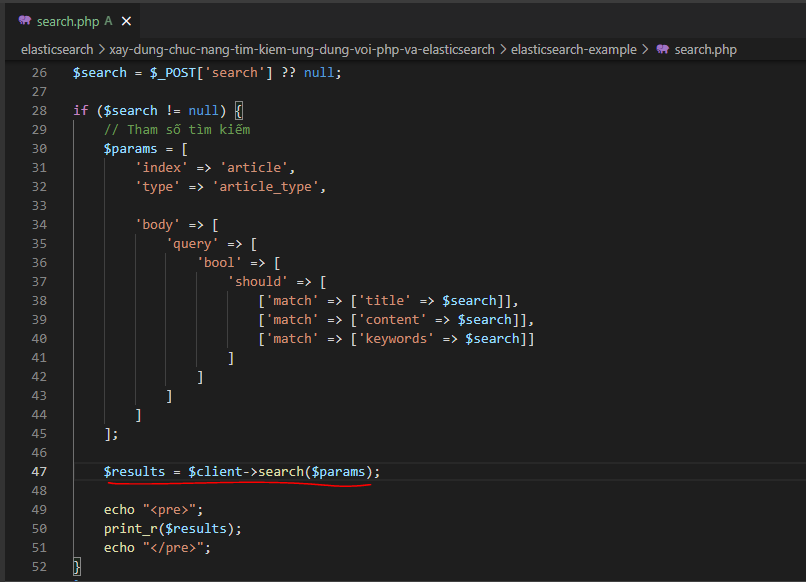 search.php A
elasticsearch > xay-dung-chuc-nang-tim-kiem-ung-dung-voi-php-va-elasticsearch > elasticsearch-example > search.php
26 $search = $_POST['search'] ?? null;
27
28 if ($search != null) {
29 // Tham số tìm kiếm
30 $params = [
31 'index' => 'article',
32 'type' => 'article_type',
33
34 'body' => [
35 'query' => [
36 'bool' => [
37 'should' => [
38 ['match' => ['title' => $search]],
39 ['match' => ['content' => $search]],
40 ['match' => ['keywords' => $search]]
41 ]
42 ]
43 ]
44 ]
45 ];
46
47 $results = $client->search($params);
48
49 echo "<pre>";
50 print_r($results);
51 echo "</pre>";
52 }